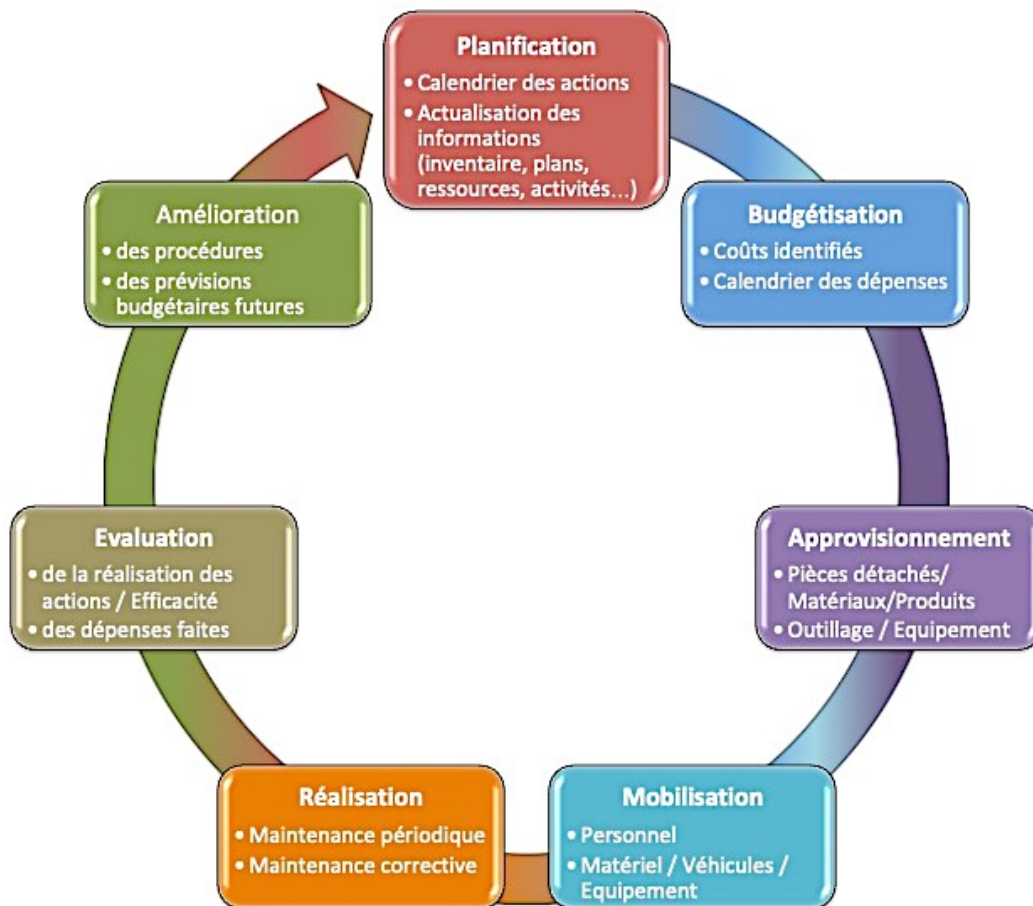 Planification
• Calendrier des actions
• Actualisation des
informations
(inventaire, plans,
ressources, activités...)
Budgétisation
• Coûts identifiés
• Calendrier des dépenses
Approvisionnement
• Pièces détachés/
Matériaux/Produits
• Outillage / Equipement
Mobilisation
• Personnel
• Matériel / Véhicules /
Equipement
Réalisation
• Maintenance périodique
• Maintenance corrective
Evaluation
• de la réalisation des
actions / Efficacité
• des dépenses faites
Amélioration
• des procédures
• des prévisions
budgétaires futures